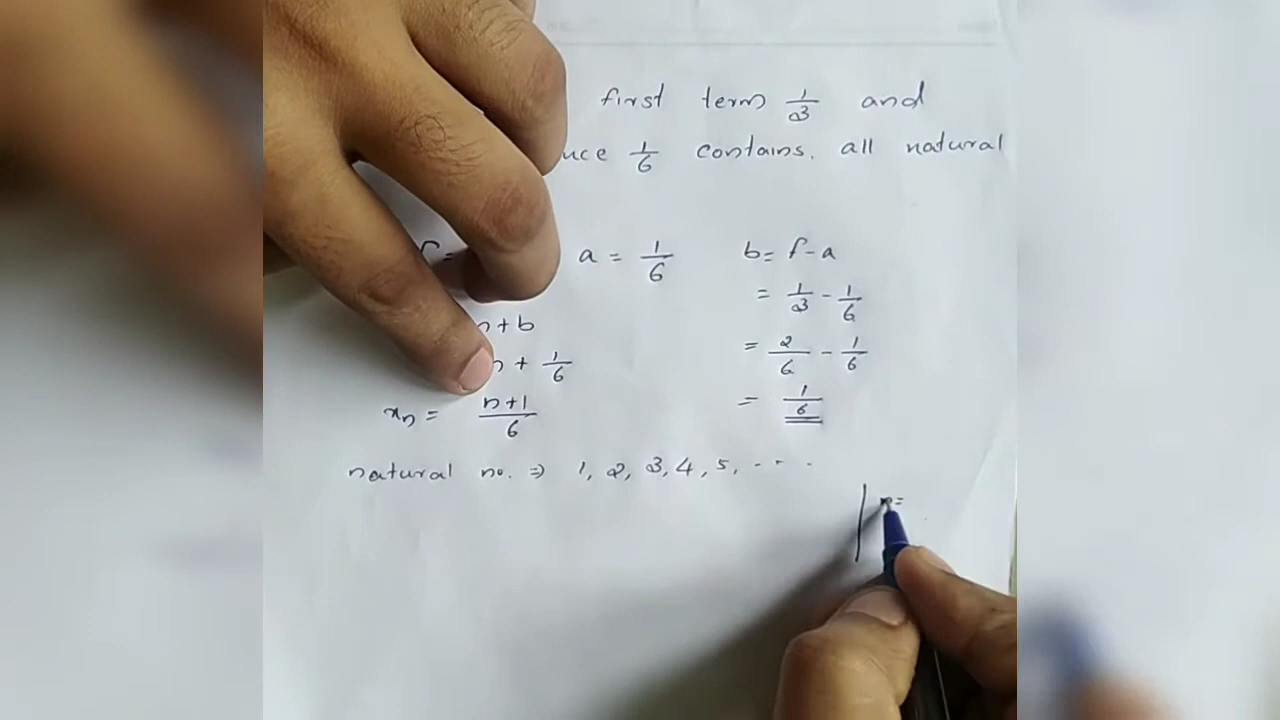 first term 1/3 and
1/6 contains. all natural
a = 1/6 b = f - a
= 1/3 - 1/6
n + b
= 2/6 - 1/6
n + 1/6
= 1/6
xn = n+1/6
natural no. ⇒ 1, 2, 3, 4, 5, - - -